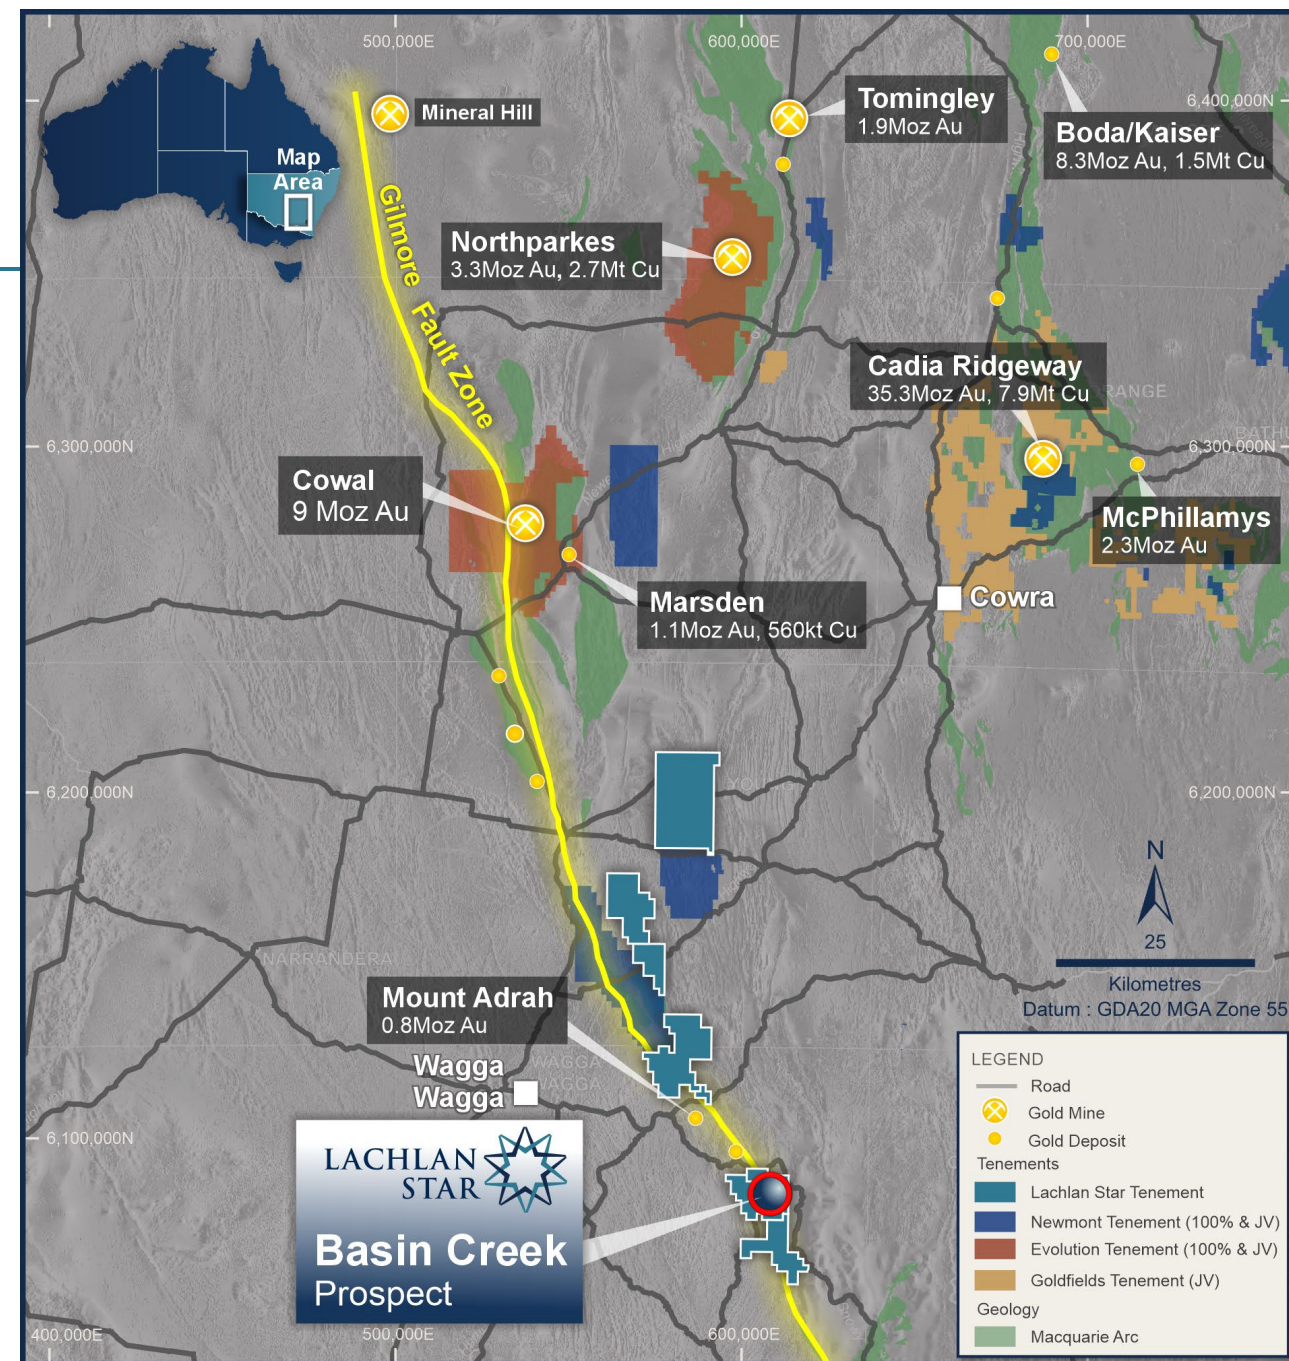 500,000E
600,000E
700,000E
6,400,000N
Mineral Hill
Map
Area
Tomingley
1.9Moz Au
Boda/Kaiser
8.3Moz Au, 1.5Mt Cu
Gilmore Fault Zone
Northparkes
3.3Moz Au, 2.7Mt Cu
Cadia Ridgeway
35.3Moz Au, 7.9Mt Cu
RANGE
6,300,000N
6,300,000N
Cowal
9 Moz Au
McPhillamys
2.3Moz Au
Marsden
1.1Moz Au, 560kt Cu
Cowra
6,200,000N
6,200,000N
N
25
Kilometres
Datum : GDA20 MGA Zone 55
NARRANDERA
Mount Adrah
0.8Moz Au
Wagga
Wagga
WAGGA
WAGGA
6,100,000N
LACHLAN
STAR
Basin Creek
Prospect
LEGEND
Road
Gold Mine
Gold Deposit
Tenements
Lachlan Star Tenement
Newmont Tenement (100% & JV)
Evolution Tenement (100% & JV)
Goldfields Tenement (JV)
Geology
Macquarie Arc
400,000E
500,000E
600,000E